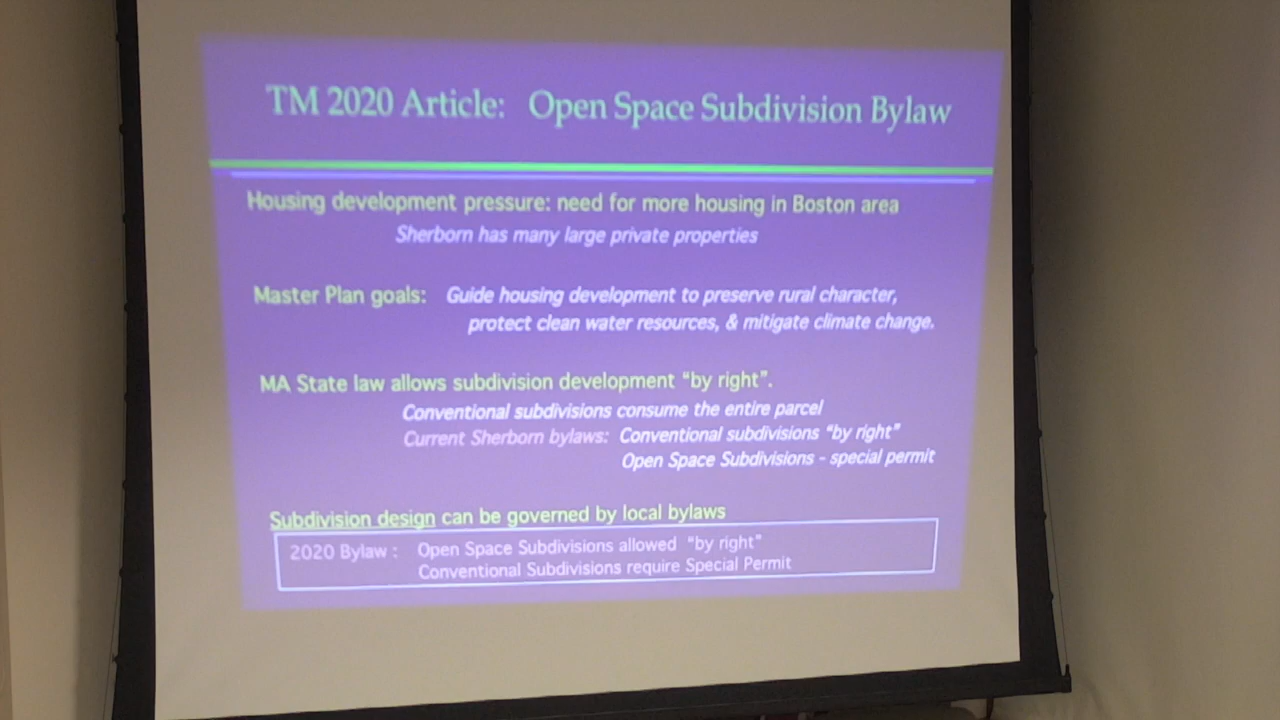 TM 2020 Article: Open Space Subdivision Bylaw
Housing development pressure: need for more housing in Boston area
Sherborn has many large private properties
Master Plan goals: Guide housing development to preserve rural character,
protect clean water resources, & mitigate climate change.
MA State law allows subdivision development “by right”.
Conventional subdivisions consume the entire parcel
Current Sherborn bylaws: Conventional subdivisions “by right”
Open Space Subdivisions - special permit
Subdivision design can be governed by local bylaws
2020 Bylaw : Open Space Subdivisions allowed “by right”
Conventional Subdivisions require Special Permit